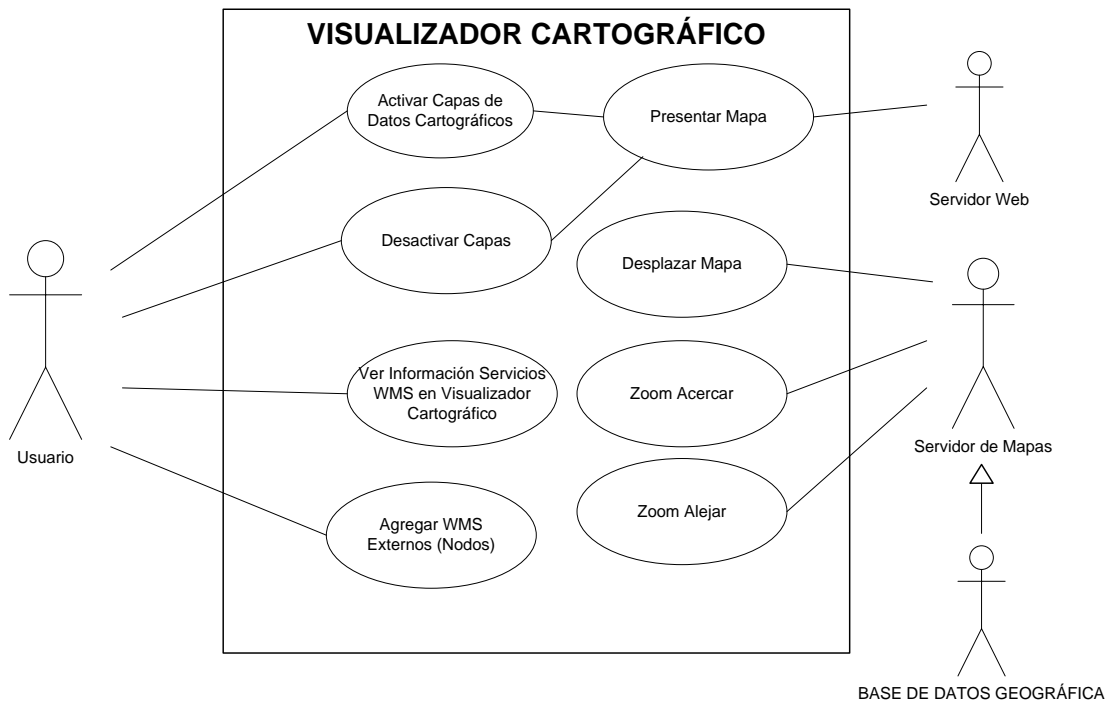 VISUALIZADOR CARTOGRÁFICO
Activar Capas de
Datos Cartográficos
Presentar Mapa
Servidor Web
Desactivar Capas
Desplazar Mapa
Ver Información Servicios
WMS en Visualizador
Cartográfico
Zoom Acercar
Usuario
Servidor de Mapas
Agregar WMS
Externos (Nodos)
Zoom Alejar
BASE DE DATOS GEOGRÁFICA